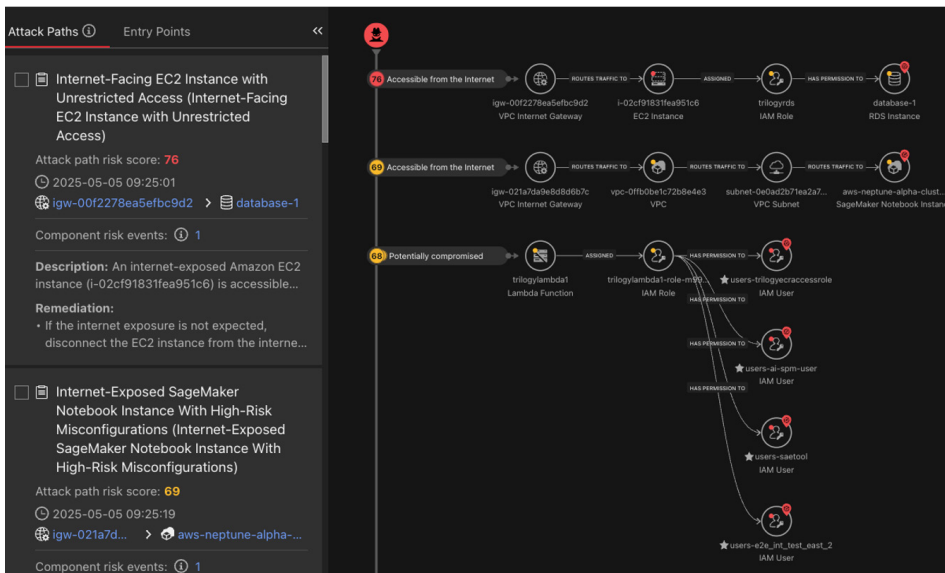 Attack Paths
Entry Points
Internet-Facing EC2 Instance with
Unrestricted Access (Internet-Facing
EC2 Instance with Unrestricted
Access)
Attack path risk score: 76
2025-05-05 09:25:01
igw-00f2278ea5efbc9d2 > database-1
Component risk events: 1
Description: An internet-exposed Amazon EC2
instance (i-02cf91831fea951c6) is accessible...
Remediation:
• If the internet exposure is not expected,
disconnect the EC2 instance from the interne...
Internet-Exposed SageMaker
Notebook Instance With High-Risk
Misconfigurations (Internet-Exposed
SageMaker Notebook Instance With
High-Risk Misconfigurations)
Attack path risk score: 69
2025-05-05 09:25:19
igw-021a7d... > aws-neptune-alpha-...
Component risk events: 1
76 Accessible from the Internet
ROUTES TRAFFIC TO
ASSIGNED
HAS PERMISSION TO
igw-00f2278ea5efbc9d2
VPC Internet Gateway
i-02cf91831fea951c6
EC2 Instance
trilogyrds
IAM Role
database-1
RDS Instance
69 Accessible from the Internet
ROUTES TRAFFIC TO
ROUTES TRAFFIC TO
ROUTES TRAFFIC TO
igw-021a7da9e8d8d6b7c
VPC Internet Gateway
vpc-0ffb0be1c72b8e4e3
VPC
subnet-0e0ad2b71ea2a7...
VPC Subnet
aws-neptune-alpha-clust...
SageMaker Notebook Instanc
68 Potentially compromised
ASSIGNED
HAS PERMISSION TO
trilogylambda1
Lambda Function
trilogylambda1-role-m99...
IAM Role
users-trilogyecraccessrole
IAM User
HAS PERMISSION TO
users-ai-spm-user
IAM User
HAS PERMISSION TO
users-saetool
IAM User
users-e2e_int_test_east_2
IAM User